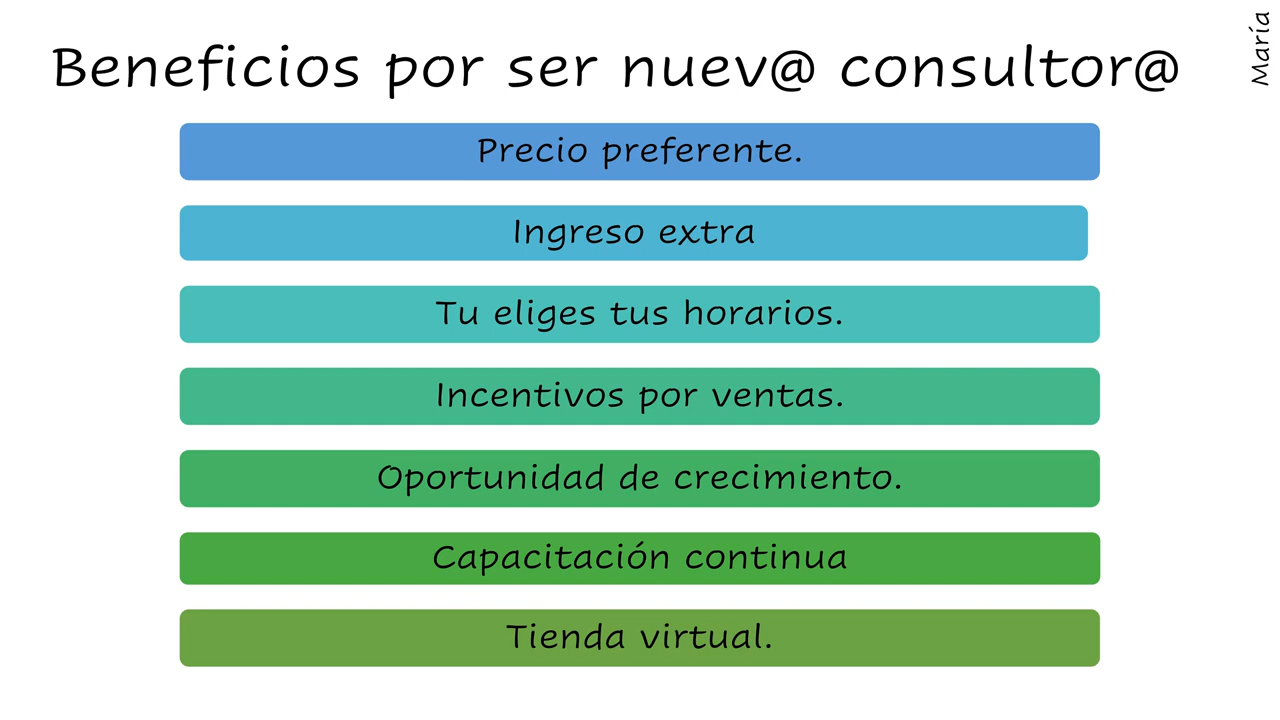 Beneficios por ser nuev@ consultor@
María
Precio preferente.
Ingreso extra
Tu eliges tus horarios.
Incentivos por ventas.
Oportunidad de crecimiento.
Capacitación continua
Tienda virtual.